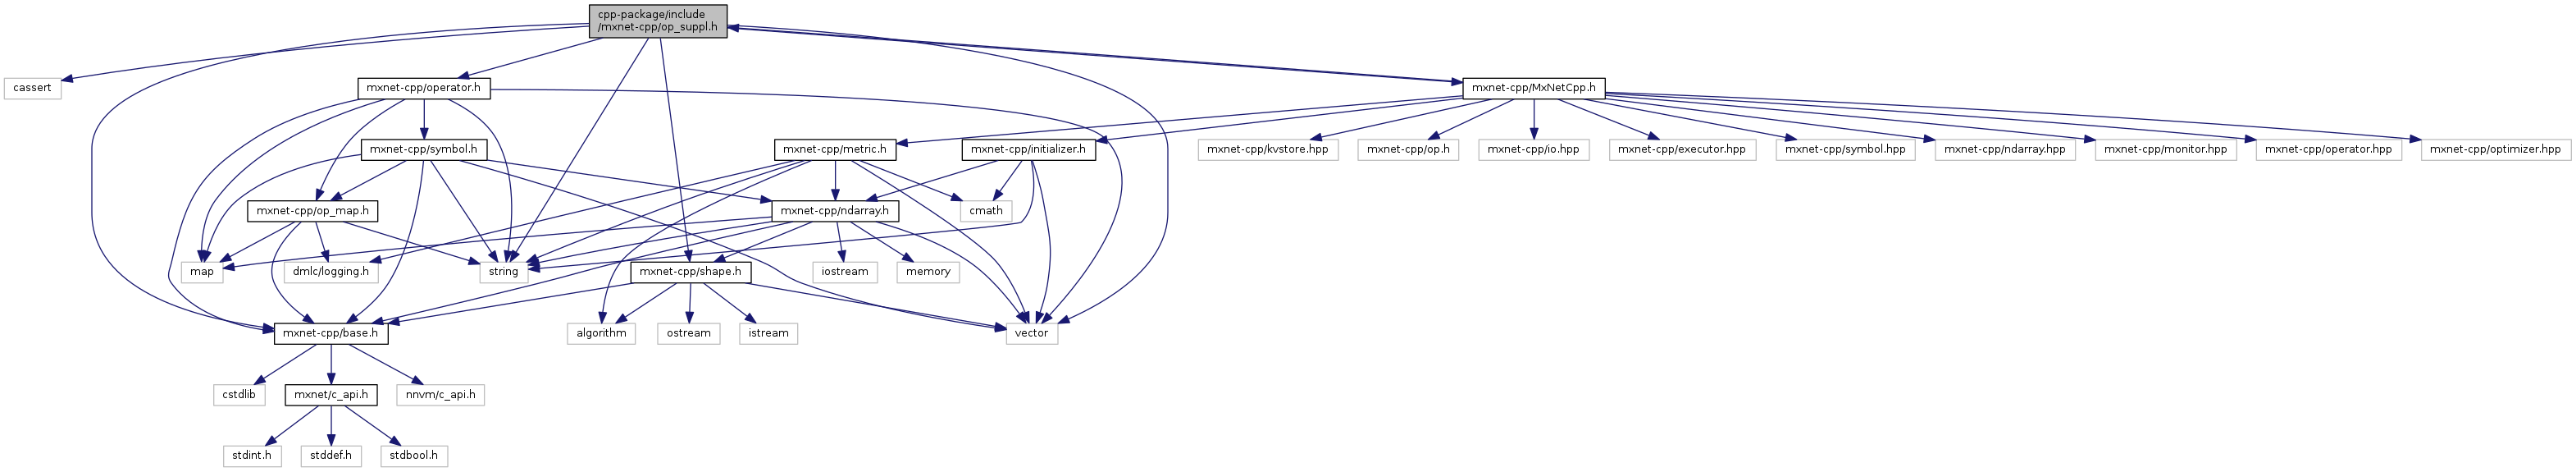 cpp-package/include
/mxnet-cpp/op_suppl.h
cassert
mxnet-cpp/operator.h
mxnet-cpp/MxNetCpp.h
mxnet-cpp/symbol.h
mxnet-cpp/metric.h
mxnet-cpp/initializer.h
mxnet-cpp/kvstore.hpp
mxnet-cpp/op.h
mxnet-cpp/io.hpp
mxnet-cpp/executor.hpp
mxnet-cpp/symbol.hpp
mxnet-cpp/ndarray.hpp
mxnet-cpp/monitor.hpp
mxnet-cpp/operator.hpp
mxnet-cpp/optimizer.hpp
mxnet-cpp/op_map.h
mxnet-cpp/ndarray.h
cmath
map
dmlc/logging.h
string
mxnet-cpp/shape.h
iostream
memory
mxnet-cpp/base.h
algorithm
ostream
istream
vector
cstdlib
mxnet/c_api.h
nnvm/c_api.h
stdint.h
stddef.h
stdbool.h